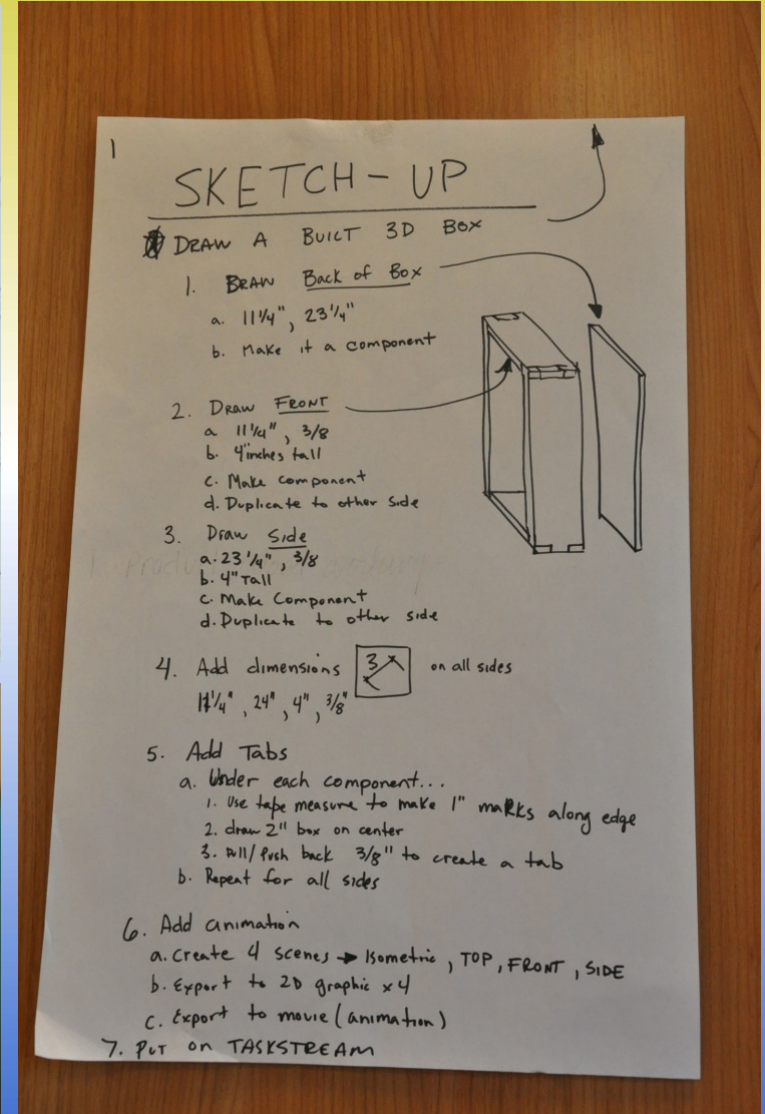 1
SKETCH - UP
DRAW A BUILT 3D BOX
1. DRAW Back of Box
a. 11 1/4", 23 1/4"
b. Make it a component
2. DRAW FRONT
a 11 1/4", 3/8
b. 4"inches tall
c. Make component
d. Duplicate to other side
3. Draw Side
a. 23 1/4", 3/8
b. 4" Tall
c. Make Component
d. Duplicate to other side
4. Add dimensions 3 on all sides
11 1/4", 24", 4", 3/8"
5. Add Tabs
a. Under each component...
1. Use tape measure to make 1" marks along edge
2. draw 2" box on center
3. Pull/Push back 3/8" to create a tab
b. Repeat for all sides
6. Add animation
a. Create 4 scenes → Isometric, TOP, FRONT, SIDE
b. Export to 2D graphic x 4
c. Export to movie (animation)
7. PUT on TASKSTREAM